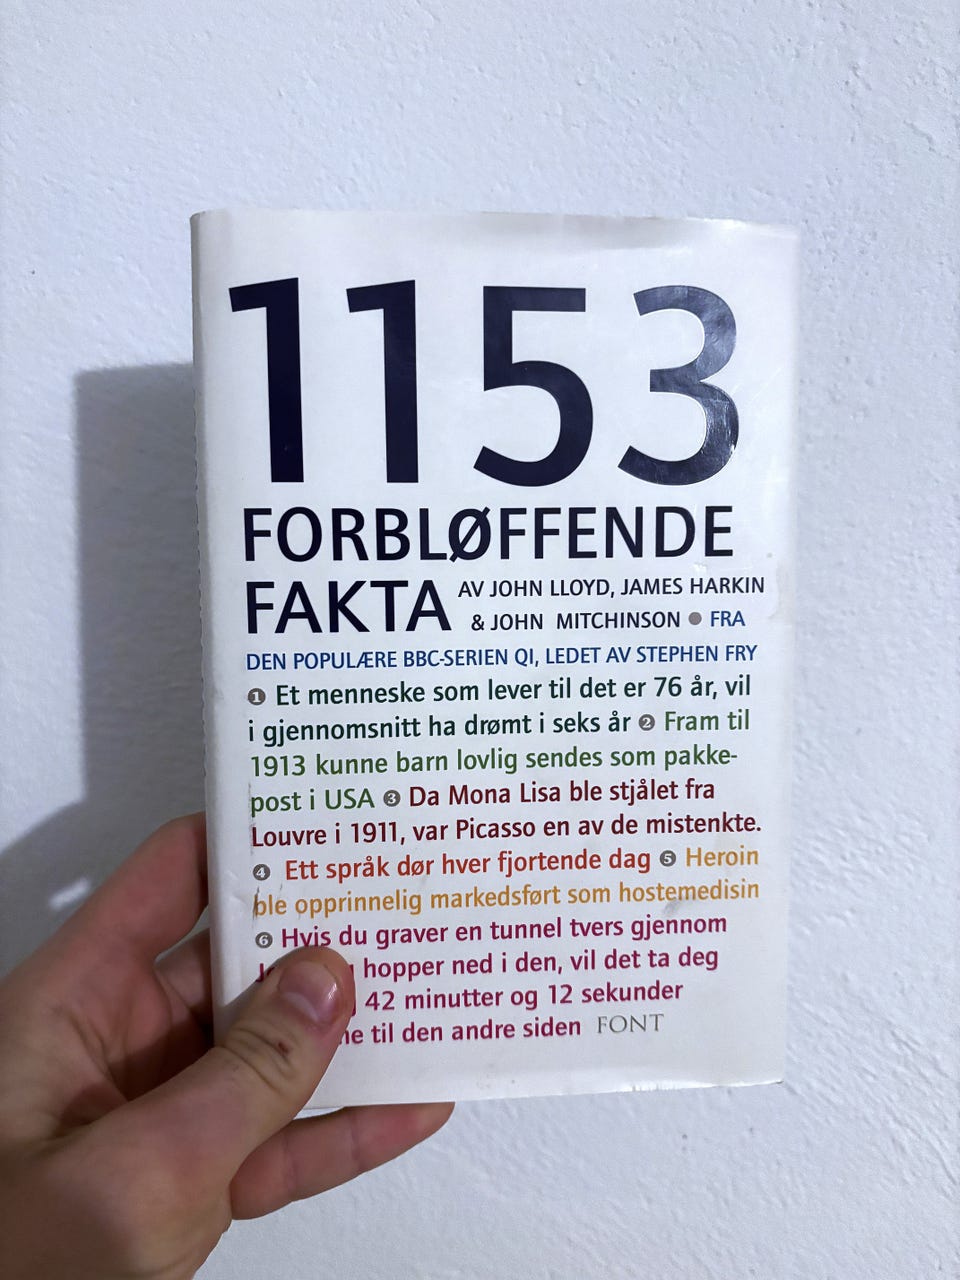 1153
FORBLØFFENDE
FAKTA AV JOHN LLOYD, JAMES HARKIN
& JOHN MITCHINSON ● FRA
DEN POPULÆRE BBC-SERIEN QI, LEDET AV STEPHEN FRY
❶ Et menneske som lever til det er 76 år, vil
i gjennomsnitt ha drømt i seks år ❷ Fram til
1913 kunne barn lovlig sendes som pakke-
post i USA ❸ Da Mona Lisa ble stjålet fra
Louvre i 1911, var Picasso en av de mistenkte.
❹ Ett språk dør hver fjortende dag ❺ Heroin
ble opprinnelig markedsført som hostemedisin
❻ Hvis du graver en tunnel tvers gjennom
hopper ned i den, vil det ta deg
42 minutter og 12 sekunder
til den andre siden FONT